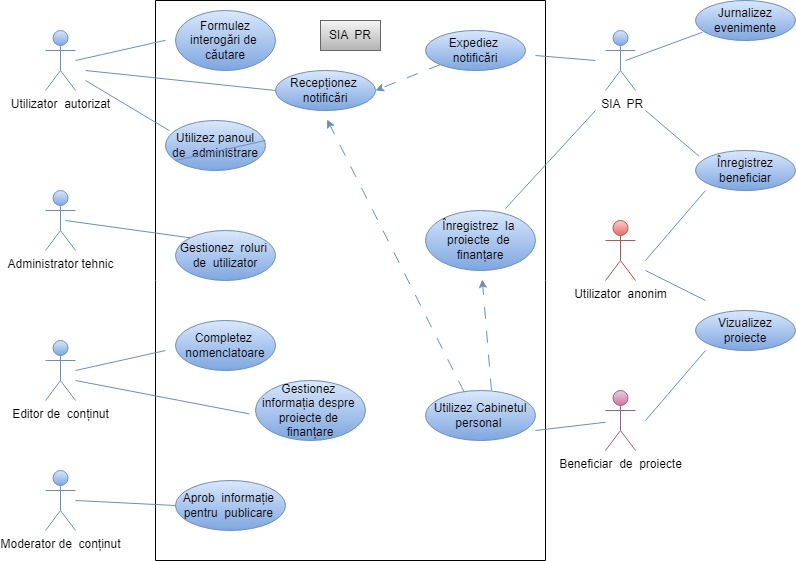 Formulez
interogări de
căutare
SIA PR
Expediez
notificări
Jurnalizez
evenimente
Utilizator autorizat
Recepționez
notificări
SIA PR
Utilizez panoul
de administrare
Înregistrez
beneficiar
Administrator tehnic
Gestionez roluri
de utilizator
Înregistrez la
proiecte de
finanțare
Utilizator anonim
Completez
nomenclatoare
Vizualizez
proiecte
Editor de conținut
Gestionez
informația despre
proiecte de
finanțare
Utilizez Cabinetul
personal
Beneficiar de proiecte
Aprob informație
pentru publicare
Moderator de conținut